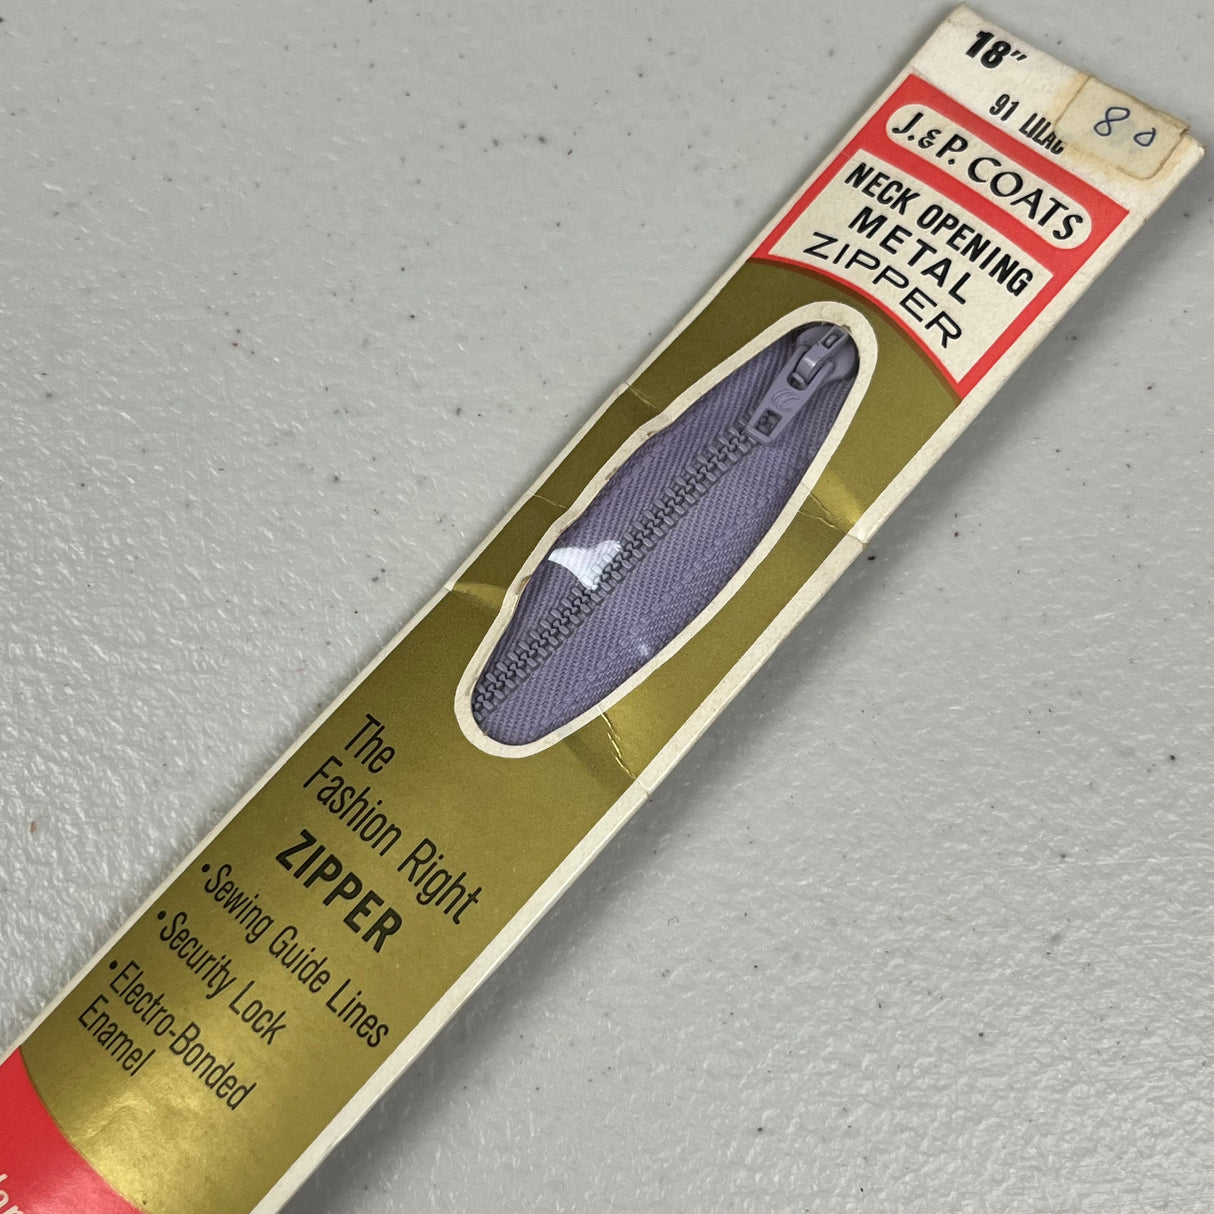 18"
91 LILAC
80
J. & P. COATS
NECK OPENING
METAL
ZIPPER
The
Fashion Right
ZIPPER
• Sewing Guide Lines
• Security Lock
• Electro-Bonded
Enamel